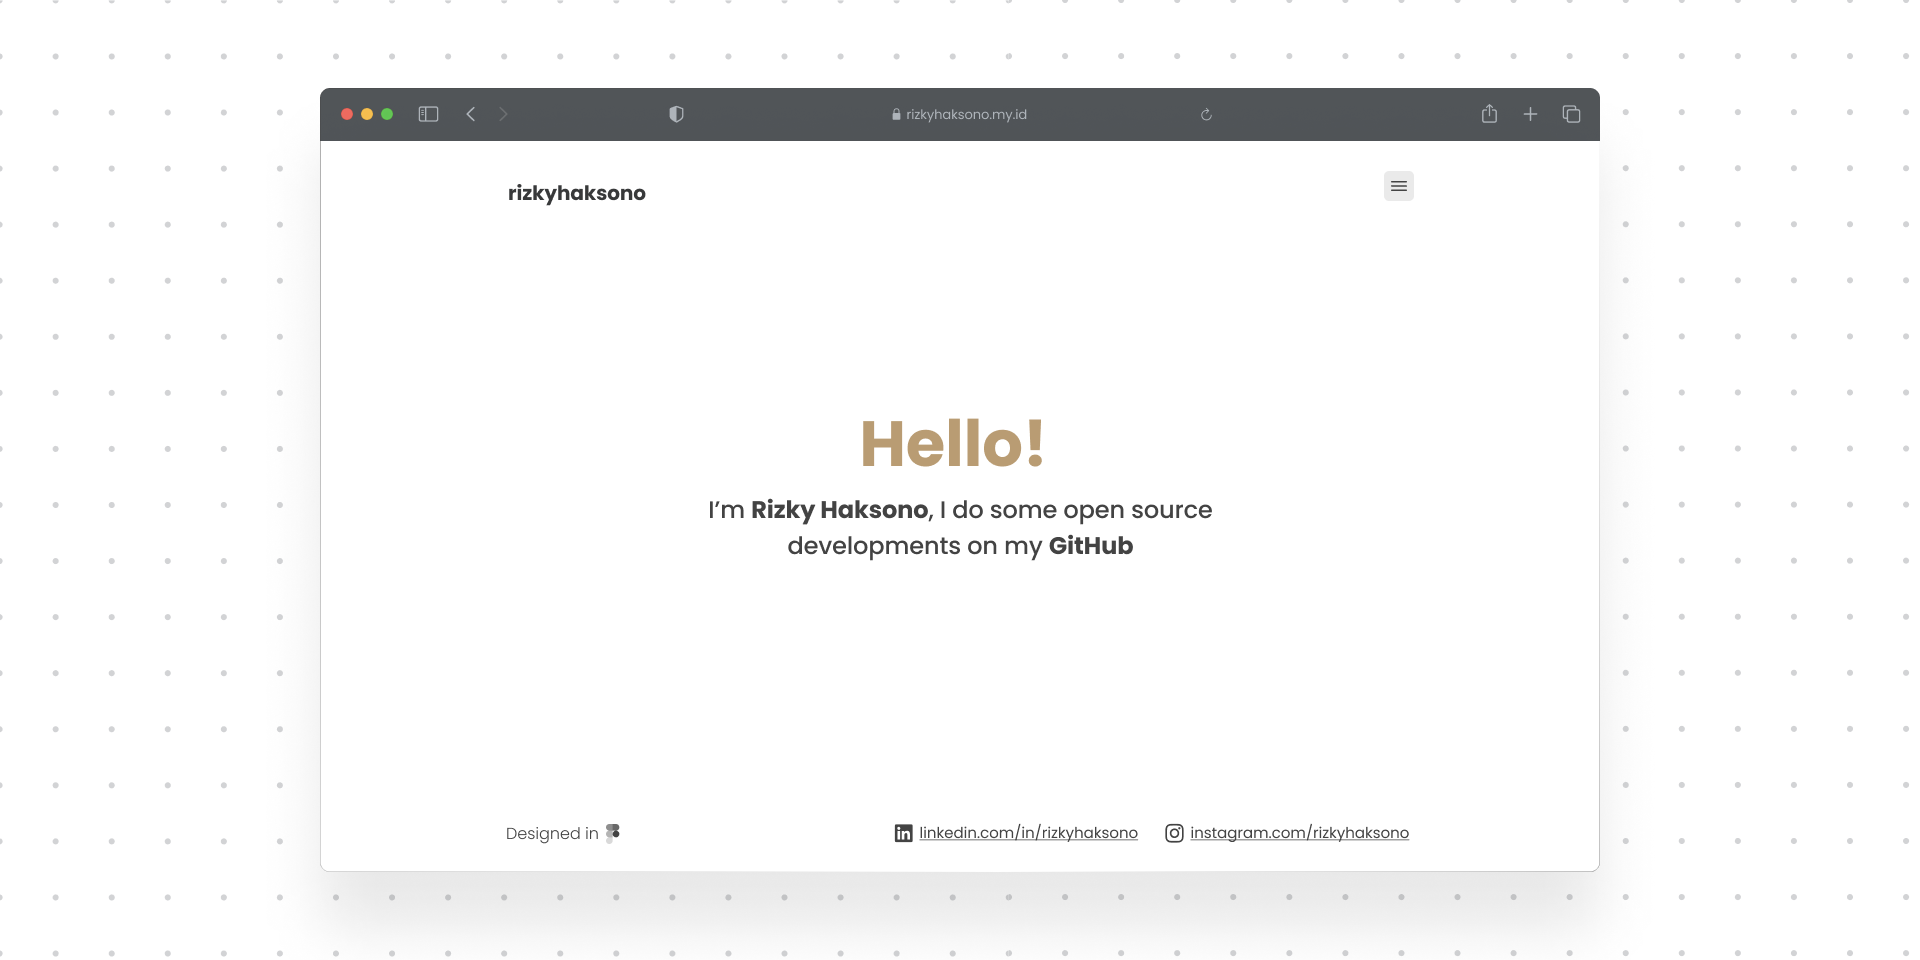 rizkyhaksono.my.id
rizkyhaksono
Hello!
I’m Rizky Haksono, I do some open source
developments on my GitHub
Designed in
linkedin.com/in/rizkyhaksono
instagram.com/rizkyhaksono